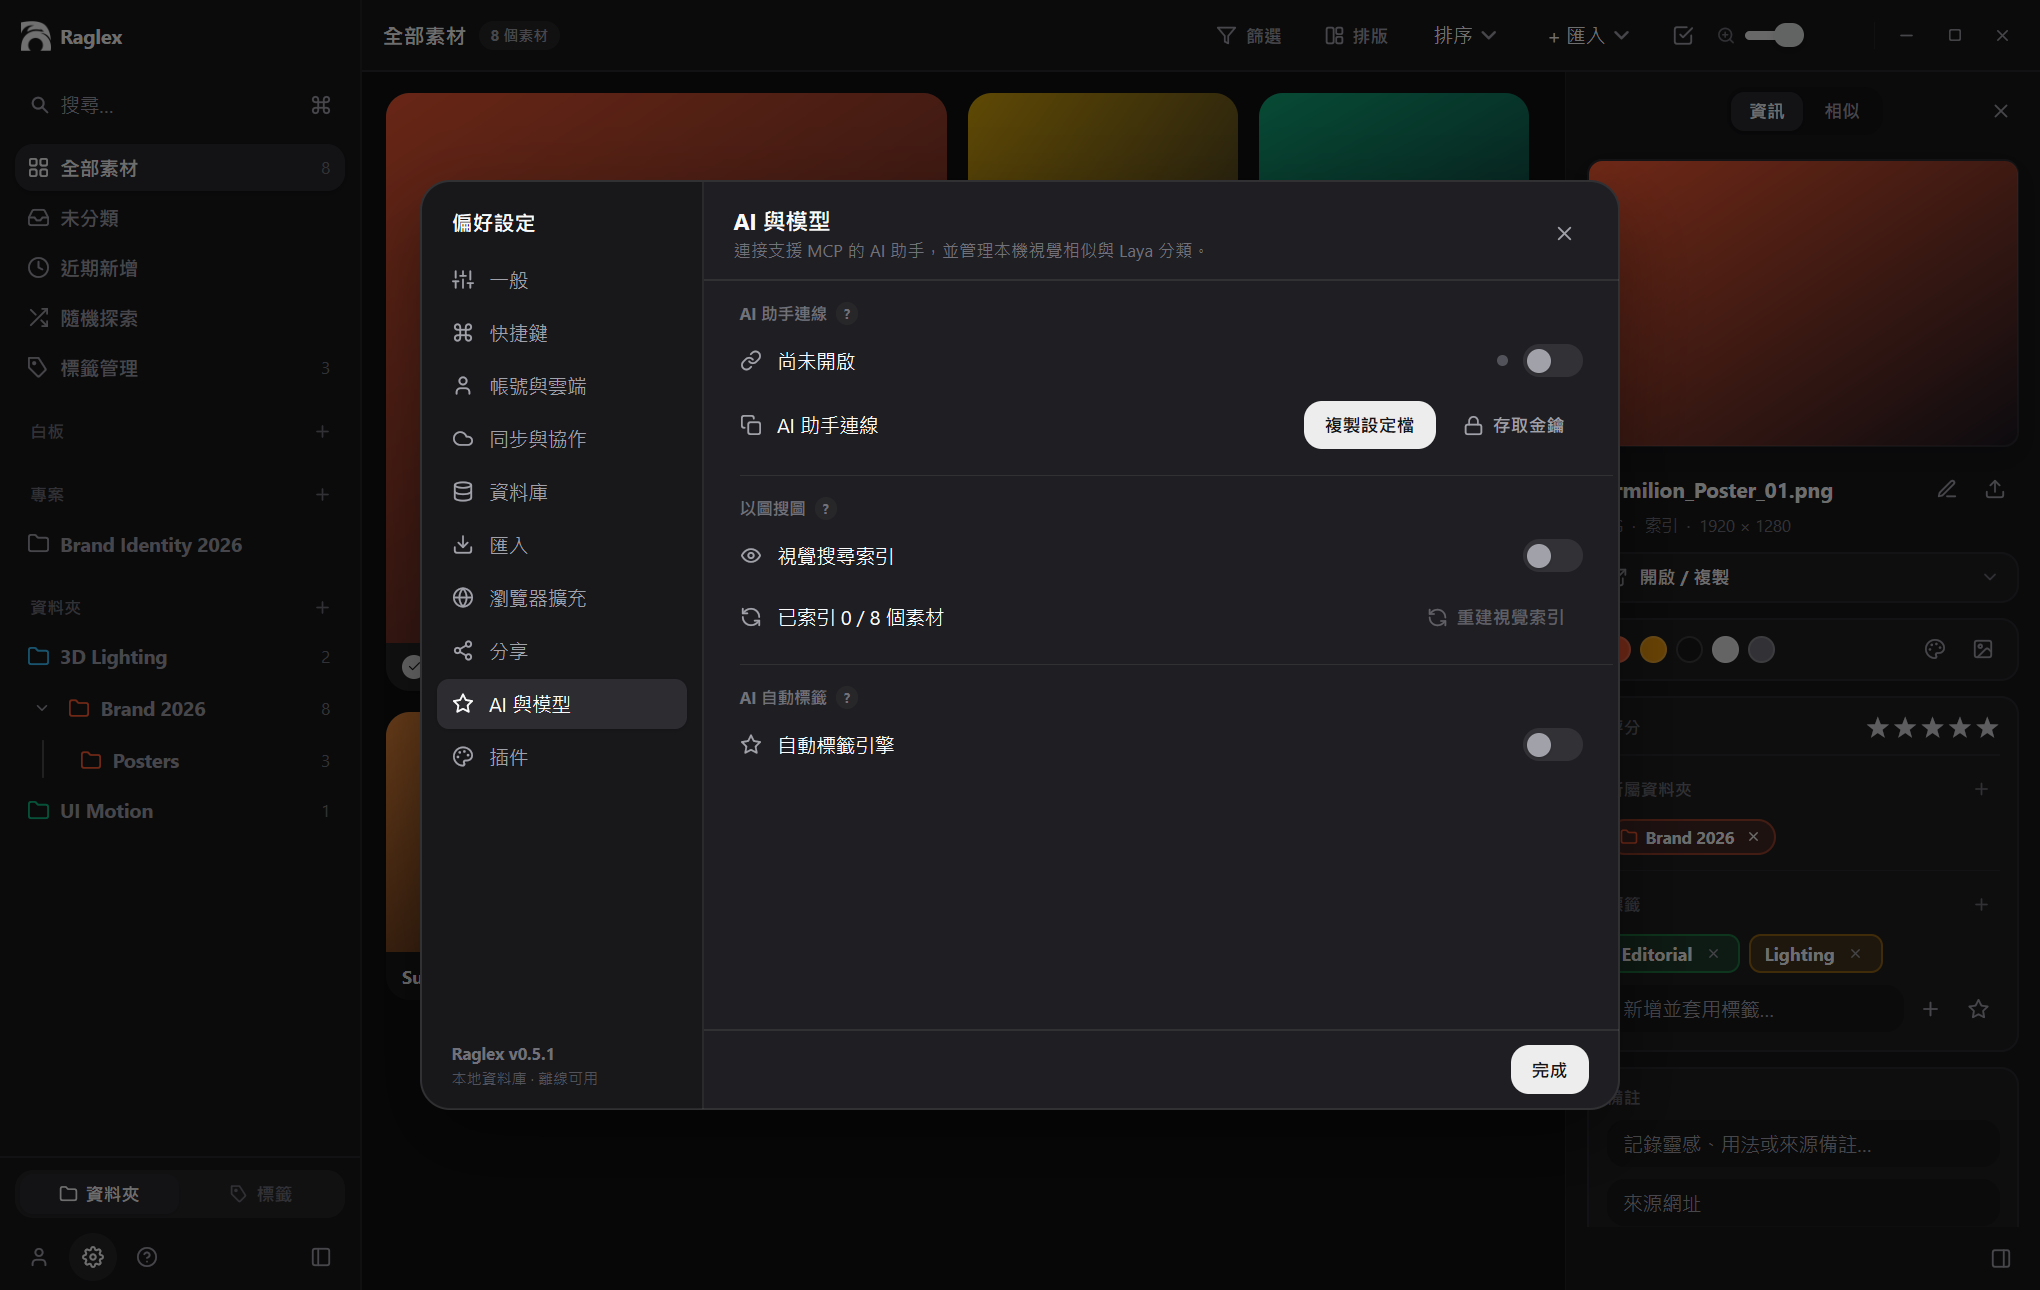 Raglex
搜尋...
全部素材 8
未分類
近期新增
隨機探索
標籤管理 3
白板
專案
Brand Identity 2026
資料夾
3D Lighting 2
Brand 2026 8
Posters 3
UI Motion 1
資料夾
標籤
全部素材 8 個素材
篩選
排版
排序
+ 匯入
Su
偏好設定
一般
快捷鍵
帳號與雲端
同步與協作
資料庫
匯入
瀏覽器擴充
分享
AI 與模型
插件
Raglex v0.5.1
本地資料庫 · 離線可用
AI 與模型
連接支援 MCP 的 AI 助手，並管理本機視覺相似與 Laya 分類。
AI 助手連線 ?
尚未開啟
AI 助手連線 複製設定檔 存取金鑰
以圖搜圖 ?
視覺搜尋索引
已索引 0 / 8 個素材 重建視覺索引
AI 自動標籤 ?
自動標籤引擎
完成
資訊 相似
rmilion_Poster_01.png
· 索引 · 1920 × 1280
開啟 / 複製
分
屬資料夾
Brand 2026
籤
Editorial
Lighting
新增並套用標籤...
備註
記錄靈感、用法或來源備註...
來源網址